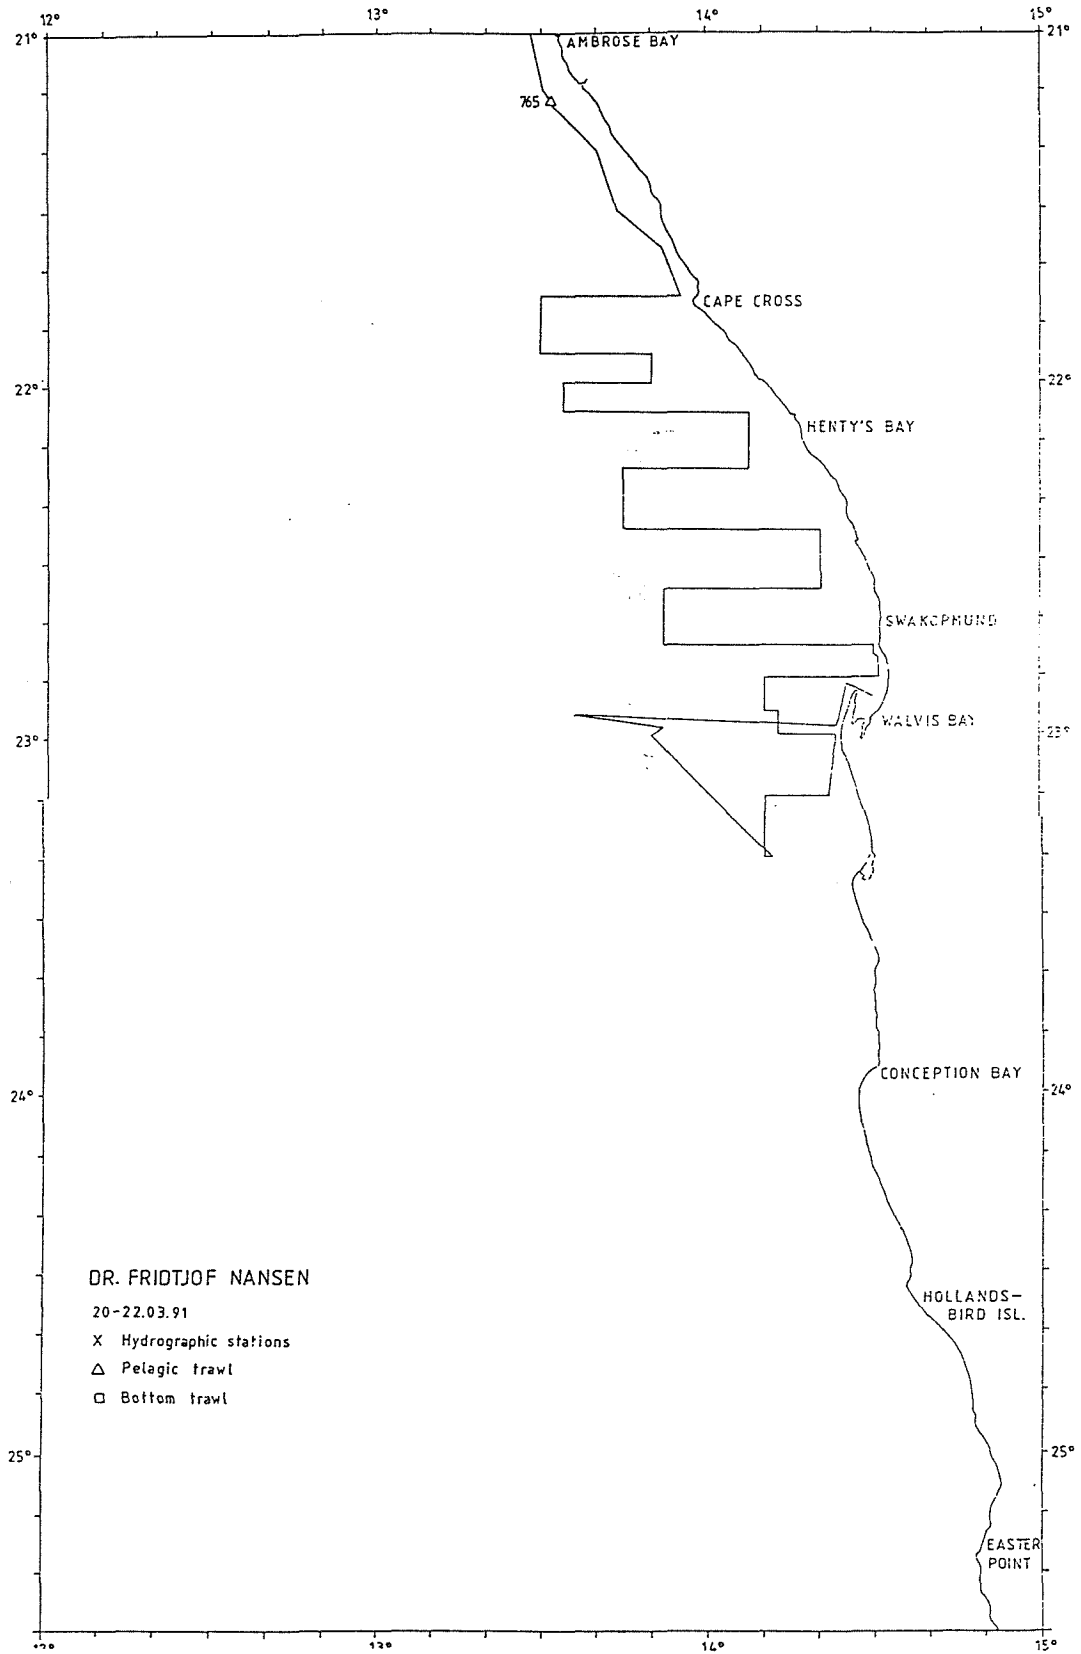 12° 13° 14° 15°
21° AMBROSE BAY 21°
765
CAPE CROSS
22° 22°
HENTY'S BAY
SWAKOPMUND
WALVIS BAY
23° 23°
CONCEPTION BAY
24° 24°
DR. FRIDTJOF NANSEN
20-22.03.91
X Hydrographic stations
△ Pelagic trawl
□ Bottom trawl
HOLLANDS-
BIRD ISL.
25° 25°
EASTER
POINT
13° 14° 15°